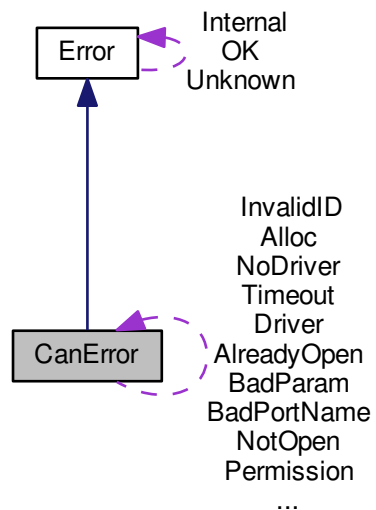 Internal
OK
Unknown
Error
InvalidID
Alloc
NoDriver
Timeout
Driver
AlreadyOpen
BadParam
BadPortName
NotOpen
Permission
...
CanError